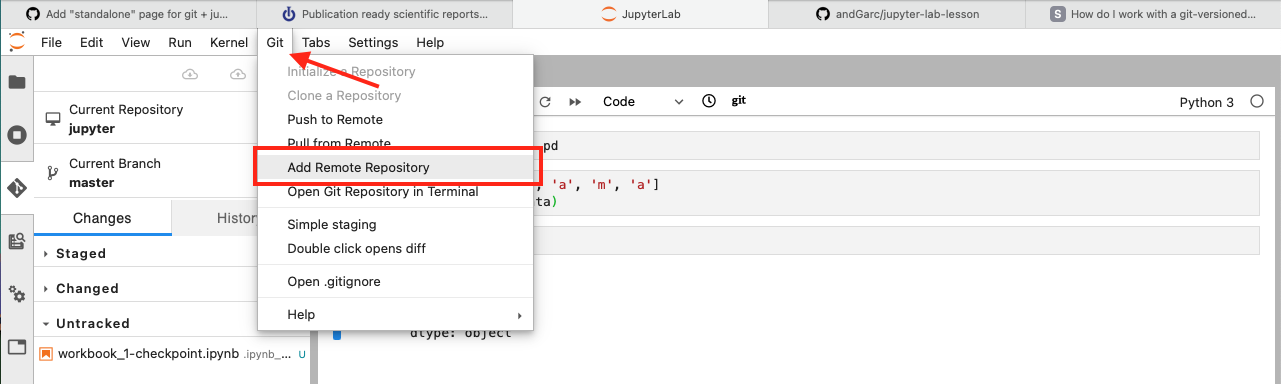 Add "standalone" page for git + ju...
Publication ready scientific reports...
JupyterLab
andGarc/jupyter-lab-lesson
S
How do I work with a git-versioned...
File Edit View Run Kernel Git Tabs Settings Help
Current Repository
jupyter
Current Branch
master
Changes
History
Staged
Changed
Untracked
workbook_1-checkpoint.ipynb .ipynb_... U
Initialize a Repository
Clone a Repository
Push to Remote
Pull from Remote
Add Remote Repository
Open Git Repository in Terminal
Simple staging
Double click opens diff
Open .gitignore
Help
Code
git
Python 3
pd
, 'a', 'm', 'a']
ta)
dtype: object